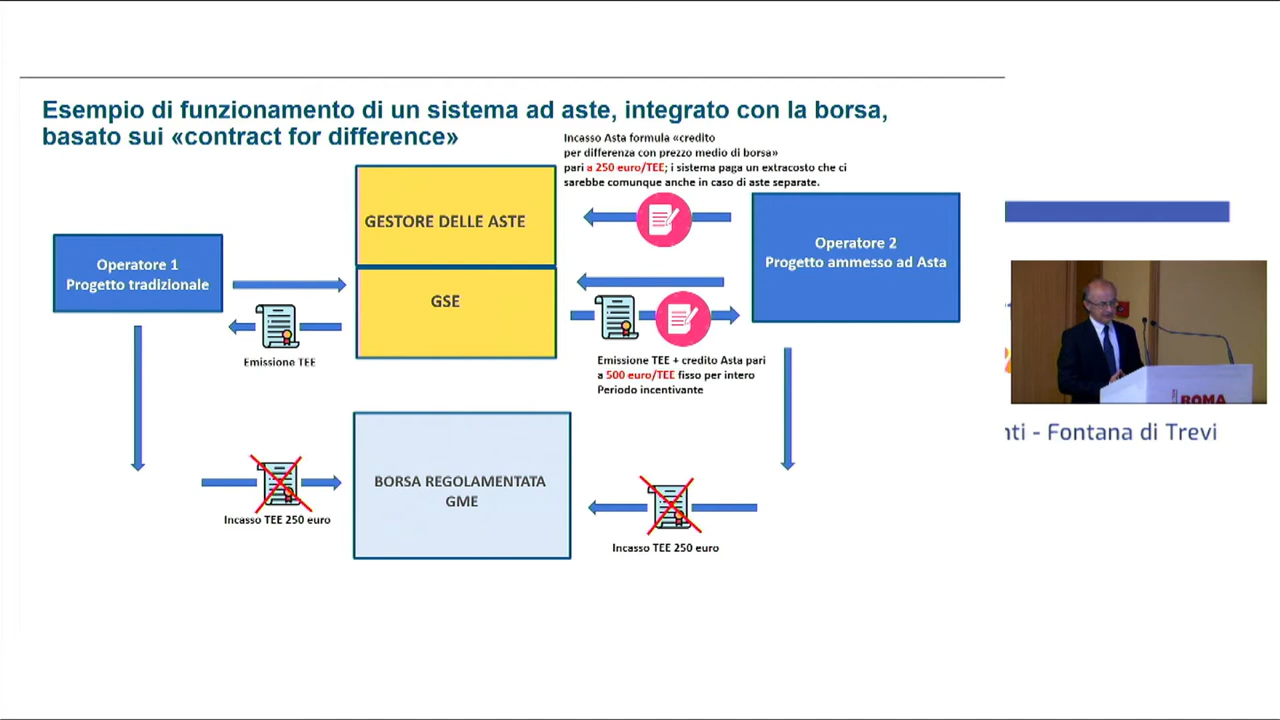 Esempio di funzionamento di un sistema ad aste, integrato con la borsa,
basato sui «contract for difference»
Incasso Asta formula «credito
per differenza con prezzo medio di borsa»
pari a 250 euro/TEE; i sistema paga un extracosto che ci
sarebbe comunque anche in caso di aste separate.
GESTORE DELLE ASTE
Operatore 2
Progetto ammesso ad Asta
Operatore 1
Progetto tradizionale
GSE
Emissione TEE
Emissione TEE + credito Asta pari
a 500 euro/TEE fisso per intero
Periodo incentivante
ROMA
nti - Fontana di Trevi
BORSA REGOLAMENTATA
GME
Incasso TEE 250 euro
Incasso TEE 250 euro